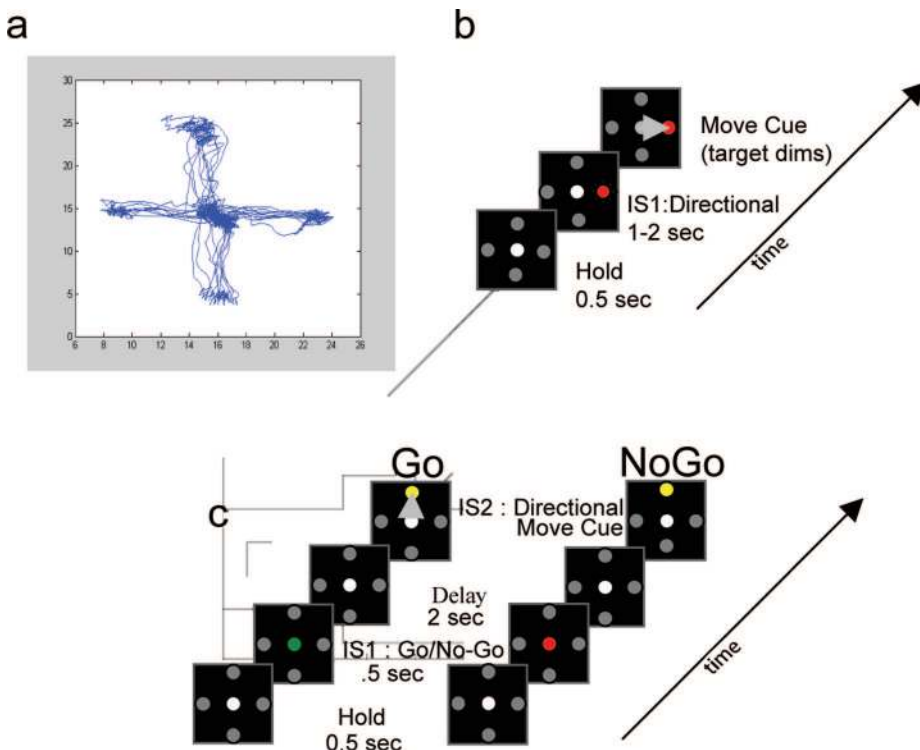 a
b
30
25
20
15
10
5
0
6 8 10 12 14 16 18 20 22 24 26
Move Cue
(target dims)
IS1:Directional
1-2 sec
Hold
0.5 sec
time
c
Go
NoGo
IS2 : Directional
Move Cue
Delay
2 sec
IS1 : Go/No-Go
.5 sec
Hold
0.5 sec
time